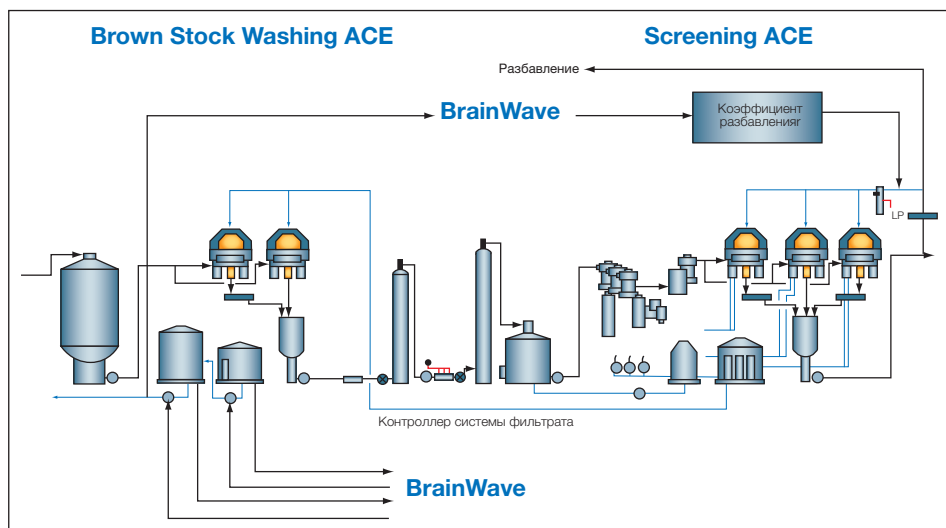 Brown Stock Washing ACE
Screening ACE
Разбавление
BrainWave
Коэффициент
разбавленияr
LP
Контроллер системы фильтрата
BrainWave